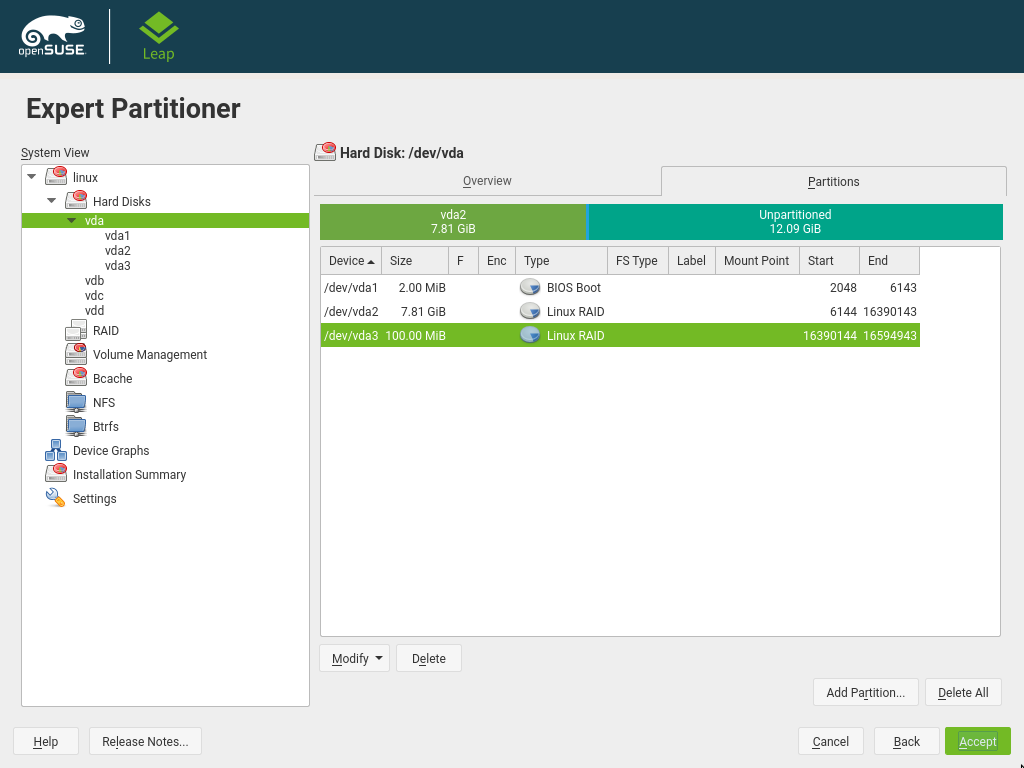 openSUSE
Leap
Expert Partitioner
System View
linux
Hard Disks
vda
vda1
vda2
vda3
vdb
vdc
vdd
RAID
Volume Management
Bcache
NFS
Btrfs
Device Graphs
Installation Summary
Settings
Hard Disk: /dev/vda
Overview Partitions
vda2 Unpartitioned
7.81 GiB 12.09 GiB
Device Size F Enc Type FS Type Label Mount Point Start End
/dev/vda1 2.00 MiB BIOS Boot 2048 6143
/dev/vda2 7.81 GiB Linux RAID 6144 16390143
/dev/vda3 100.00 MiB Linux RAID 16390144 16594943
Modify Delete
Add Partition... Delete All
Help Release Notes... Cancel Back Accept